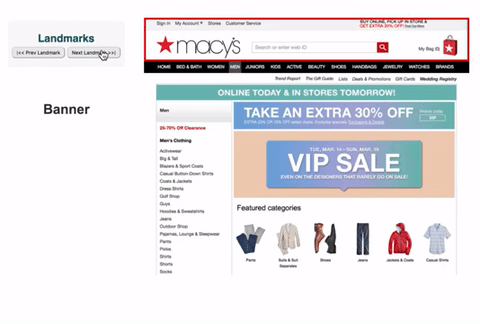 Landmarks
|<< Prev Landmark
Next Landmark >>|
Banner
Sign in
My Account
Stores
Customer Service
BUY ONLINE, PICK UP IN STORE &
GET EXTRA 30% OFF!
macy's
Search or enter web ID
My Bag (0)
HOME BED & BATH WOMEN MEN JUNIORS KIDS ACTIVE BEAUTY SHOES HANDBAGS JEWELRY WATCHES BRANDS
Trend Report The Gift Guide Lists Deals & Promotions Gift Cards Wedding Registry
ONLINE TODAY & IN STORES TOMORROW!
Men
25-70% Off Clearance
Men's Clothing
Activewear
Big & Tall
Blazers & Sport Coats
Casual Button-Down Shirts
Coats & Jackets
Dress Shirts
Golf Shop
Guys
Hoodies & Sweatshirts
Jeans
Outdoor Shop
Pajamas, Lounge & Sleepwear
Pants
Polos
Shirts
Shorts
Socks
TAKE AN EXTRA 30% OFF
VIP
TUE, MAR. 14 - SUN, MAR. 19
VIP SALE
EVEN ON THE DESIGNERS THAT RARELY GO ON SALE!
Featured categories
Pants
Suits & Suit
Separates
Shoes
Jeans
Jackets & Coats
Casual Shirts